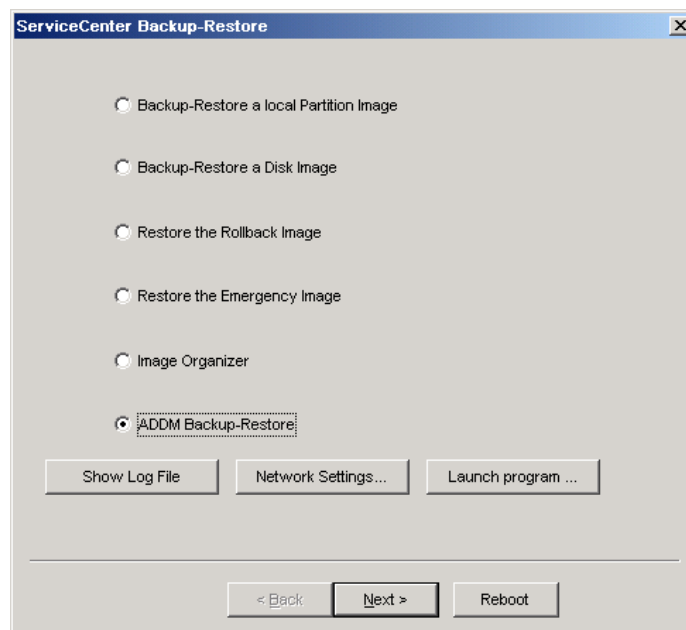 ServiceCenter Backup-Restore
Backup-Restore a local Partition Image
Backup-Restore a Disk Image
Restore the Rollback Image
Restore the Emergency Image
Image Organizer
ADDM Backup-Restore
Show Log File Network Settings... Launch program ...
< Back Next > Reboot